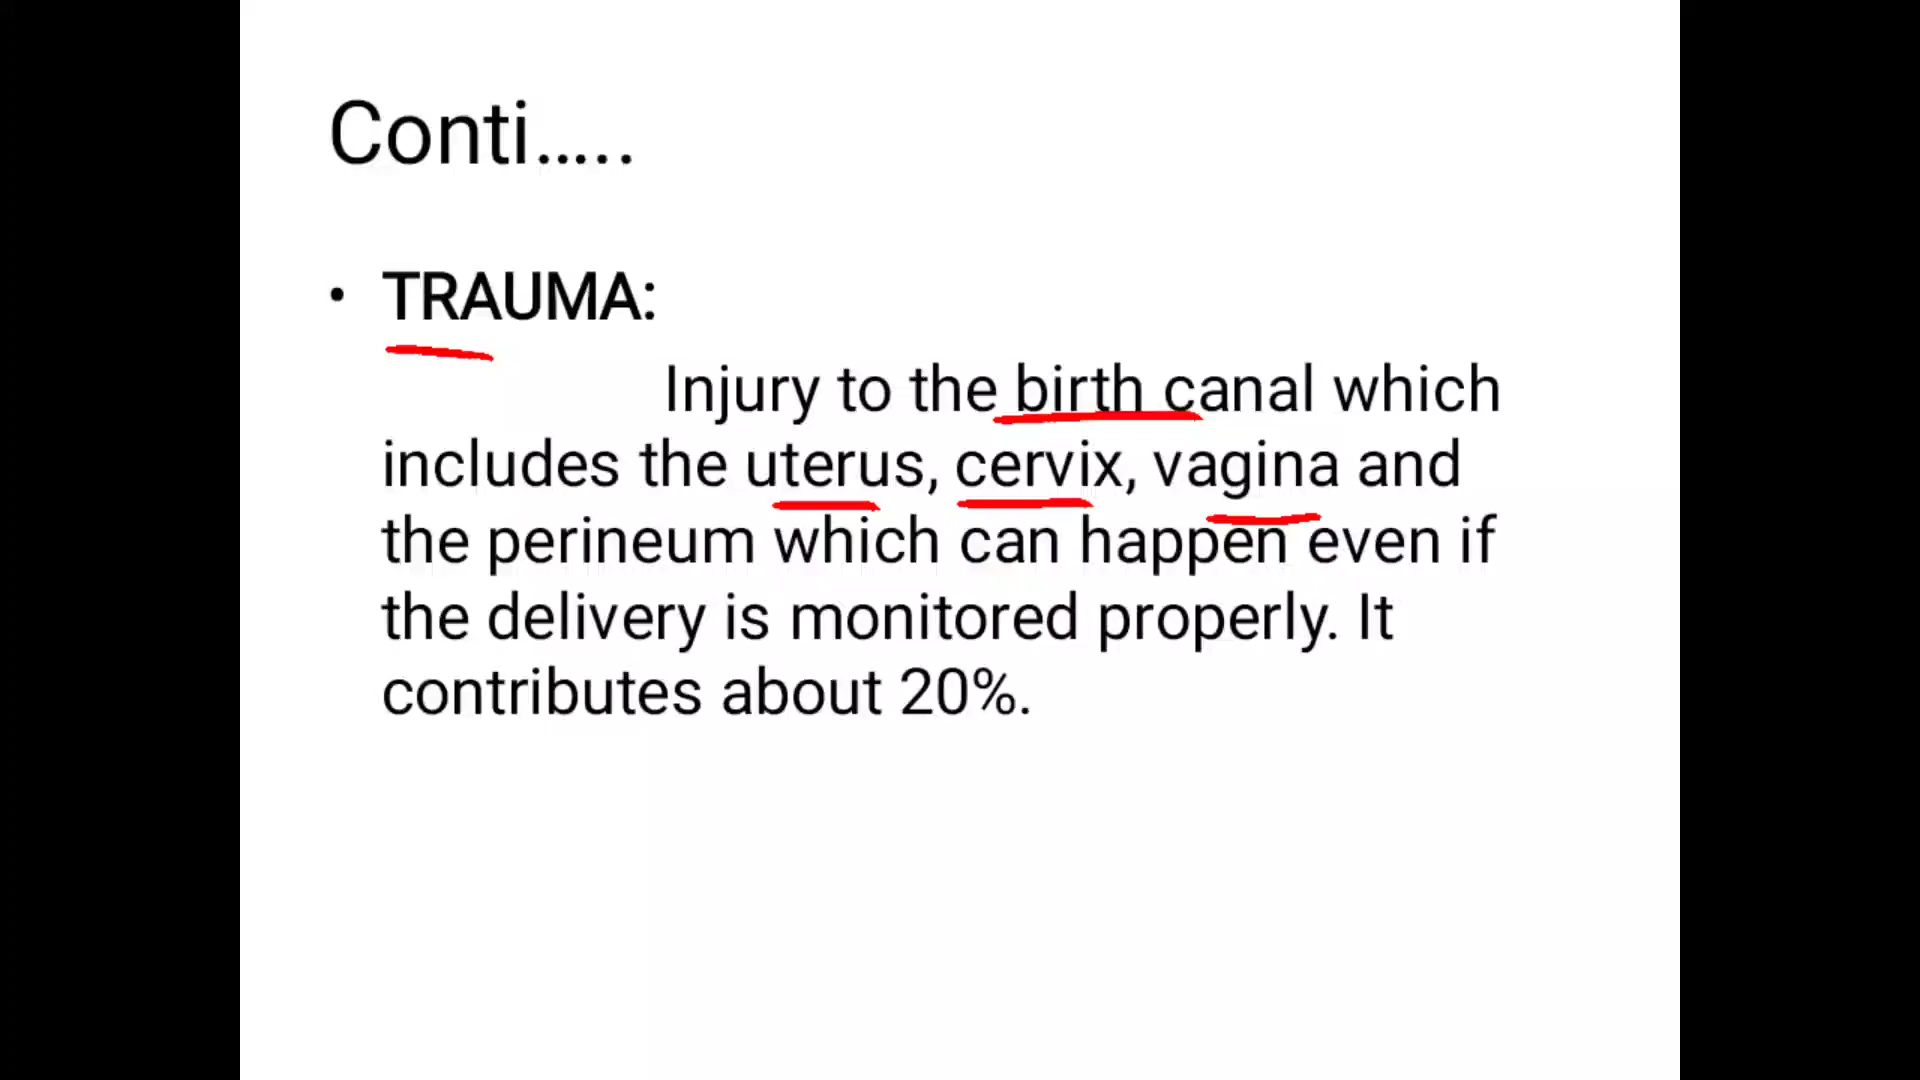 Conti.....
• TRAUMA:
Injury to the birth canal which
includes the uterus, cervix, vagina and
the perineum which can happen even if
the delivery is monitored properly. It
contributes about 20%.